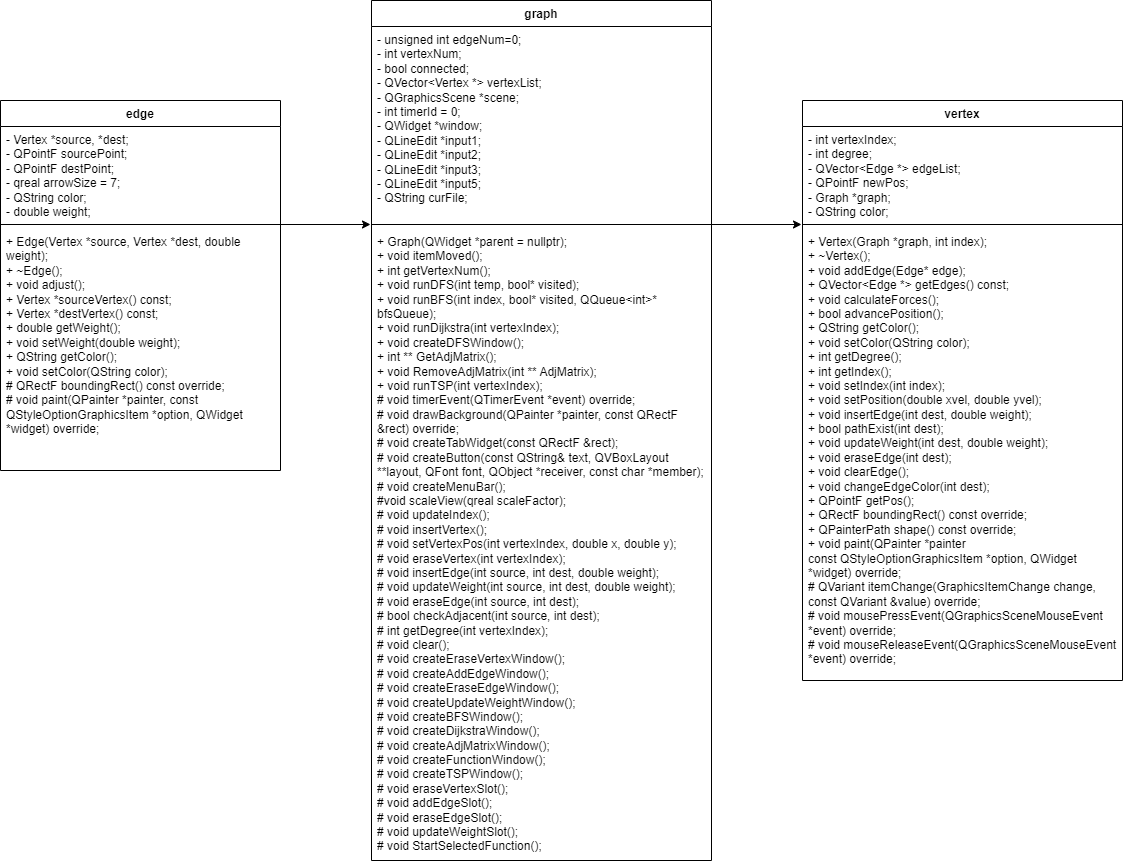 edge
- Vertex *source, *dest;
- QPointF sourcePoint;
- QPointF destPoint;
- qreal arrowSize = 7;
- QString color;
- double weight;
+ Edge(Vertex *source, Vertex *dest, double
weight);
+ ~Edge();
+ void adjust();
+ Vertex *sourceVertex() const;
+ Vertex *destVertex() const;
+ double getWeight();
+ void setWeight(double weight);
+ QString getColor();
+ void setColor(QString color);
# QRectF boundingRect() const override;
# void paint(QPainter *painter, const
QStyleOptionGraphicsItem *option, QWidget
*widget) override;
graph
- unsigned int edgeNum=0;
- int vertexNum;
- bool connected;
- QVector<Vertex *> vertexList;
- QGraphicsScene *scene;
- int timerId = 0;
- QWidget *window;
- QLineEdit *input1;
- QLineEdit *input2;
- QLineEdit *input3;
- QLineEdit *input5;
- QString curFile;
+ Graph(QWidget *parent = nullptr);
+ void itemMoved();
+ int getVertexNum();
+ void runDFS(int temp, bool* visited);
+ void runBFS(int index, bool* visited, QQueue<int>*
bfsQueue);
+ void runDijkstra(int vertexIndex);
+ void createDFSWindow();
+ int ** GetAdjMatrix();
+ void RemoveAdjMatrix(int ** AdjMatrix);
+ void runTSP(int vertexIndex);
# void timerEvent(QTimerEvent *event) override;
# void drawBackground(QPainter *painter, const QRectF
&rect) override;
# void createTabWidget(const QRectF &rect);
# void createButton(const QString& text, QVBoxLayout
**layout, QFont font, QObject *receiver, const char *member);
# void createMenuBar();
#void scaleView(qreal scaleFactor);
# void updateIndex();
# void insertVertex();
# void setVertexPos(int vertexIndex, double x, double y);
# void eraseVertex(int vertexIndex);
# void insertEdge(int source, int dest, double weight);
# void updateWeight(int source, int dest, double weight);
# void eraseEdge(int source, int dest);
# bool checkAdjacent(int source, int dest);
# int getDegree(int vertexIndex);
# void clear();
# void createEraseVertexWindow();
# void createAddEdgeWindow();
# void createEraseEdgeWindow();
# void createUpdateWeightWindow();
# void createBFSWindow();
# void createDijkstraWindow();
# void createAdjMatrixWindow();
# void createFunctionWindow();
# void createTSPWindow();
# void eraseVertexSlot();
# void addEdgeSlot();
# void eraseEdgeSlot();
# void updateWeightSlot();
# void StartSelectedFunction();
vertex
- int vertexIndex;
- int degree;
- QVector<Edge *> edgeList;
- QPointF newPos;
- Graph *graph;
- QString color;
+ Vertex(Graph *graph, int index);
+ ~Vertex();
+ void addEdge(Edge* edge);
+ QVector<Edge *> getEdges() const;
+ void calculateForces();
+ bool advancePosition();
+ QString getColor();
+ void setColor(QString color);
+ int getDegree();
+ int getIndex();
+ void setIndex(int index);
+ void setPosition(double xvel, double yvel);
+ void insertEdge(int dest, double weight);
+ bool pathExist(int dest);
+ void updateWeight(int dest, double weight);
+ void eraseEdge(int dest);
+ void clearEdge();
+ void changeEdgeColor(int dest);
+ QPointF getPos();
+ QRectF boundingRect() const override;
+ QPainterPath shape() const override;
+ void paint(QPainter *painter
const QStyleOptionGraphicsItem *option, QWidget
*widget) override;
# QVariant itemChange(GraphicsItemChange change,
const QVariant &value) override;
# void mousePressEvent(QGraphicsSceneMouseEvent
*event) override;
# void mouseReleaseEvent(QGraphicsSceneMouseEvent
*event) override;